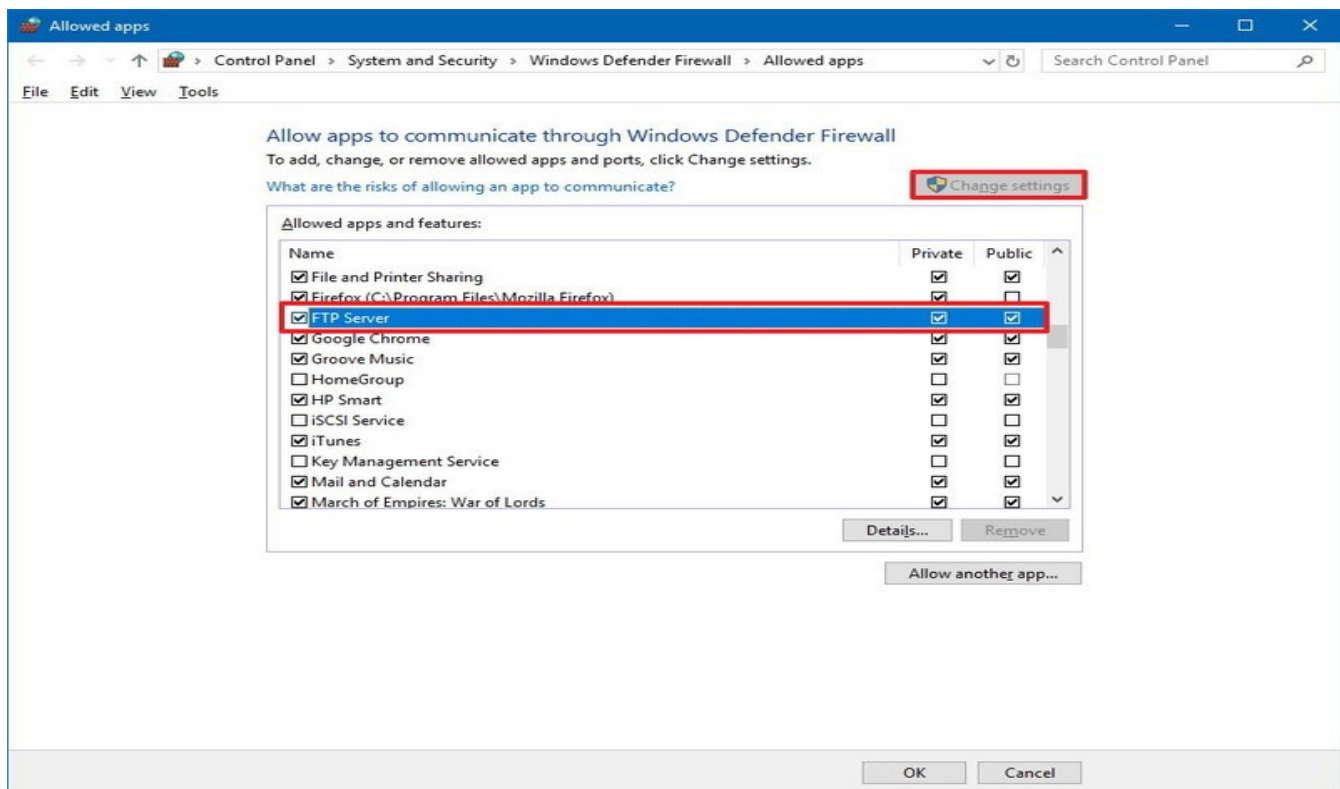 Allowed apps
Control Panel > System and Security > Windows Defender Firewall > Allowed apps
Search Control Panel
File Edit View Tools
Allow apps to communicate through Windows Defender Firewall
To add, change, or remove allowed apps and ports, click Change settings.
What are the risks of allowing an app to communicate?
Change settings
Allowed apps and features:
Name Private Public
File and Printer Sharing
Firefox (C:\Program Files\Mozilla Firefox)
FTP Server
Google Chrome
Groove Music
HomeGroup
HP Smart
iSCSI Service
iTunes
Key Management Service
Mail and Calendar
March of Empires: War of Lords
Details... Remove
Allow another app...
OK Cancel